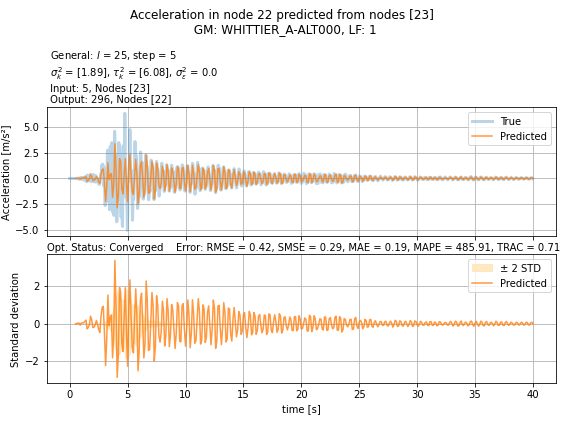 Acceleration in node 22 predicted from nodes [23]
GM: WHITTIER_A-ALT000, LF: 1
General: l = 25, step = 5
σ²ₖ = [1.89], τ²ₖ = [6.08], σ²ε = 0.0
Input: 5, Nodes [23]
Output: 296, Nodes [22]
Acceleration [m/s²]
5.0
2.5
0.0
−2.5
−5.0
True
Predicted
Opt. Status: Converged Error: RMSE = 0.42, SMSE = 0.29, MAE = 0.19, MAPE = 485.91, TRAC = 0.71
Standard deviation
2
0
−2
± 2 STD
Predicted
0 5 10 15 20 25 30 35 40
time [s]